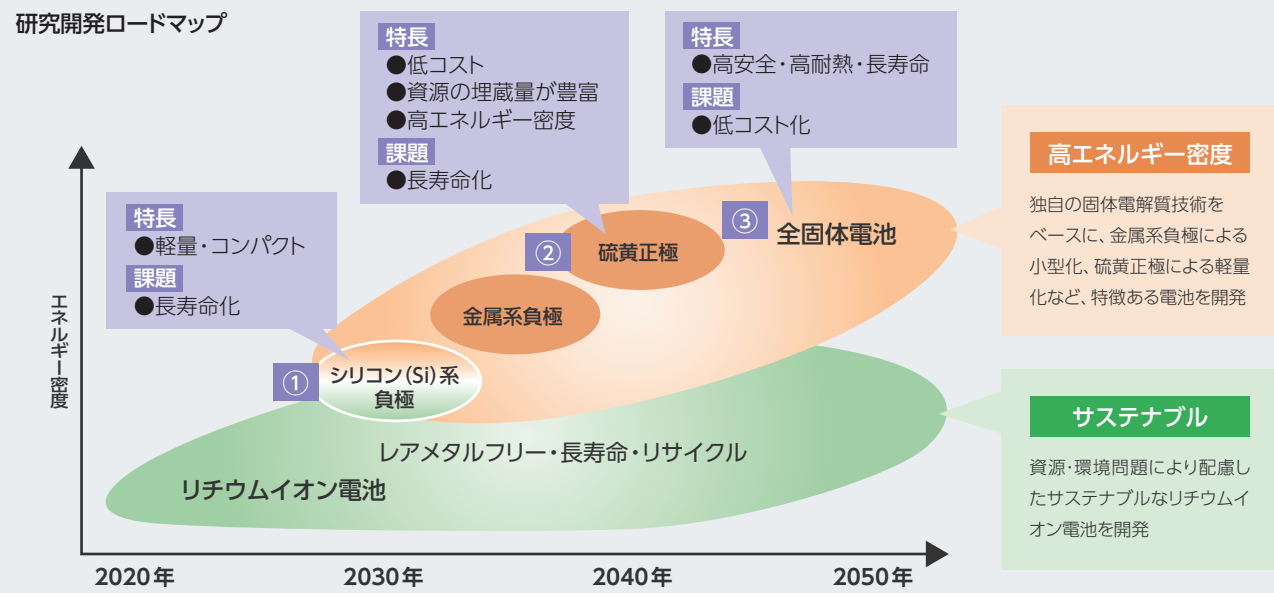 研究開発ロードマップ
特長
●低コスト
●資源の埋蔵量が豊富
●高エネルギー密度
課題
●長寿命化
特長
●高安全・高耐熱・長寿命
課題
●低コスト化
特長
●軽量・コンパクト
課題
●長寿命化
エネルギー密度
①
シリコン(Si)系
負極
金属系負極
②
硫黄正極
③
全固体電池
レアメタルフリー・長寿命・リサイクル
リチウムイオン電池
2020年
2030年
2040年
2050年
高エネルギー密度
独自の固体電解質技術を
ベースに、金属系負極による
小型化、硫黄正極による軽量
化など、特徴ある電池を開発
サステナブル
資源・環境問題により配慮し
たサステナブルなリチウムイ
オン電池を開発